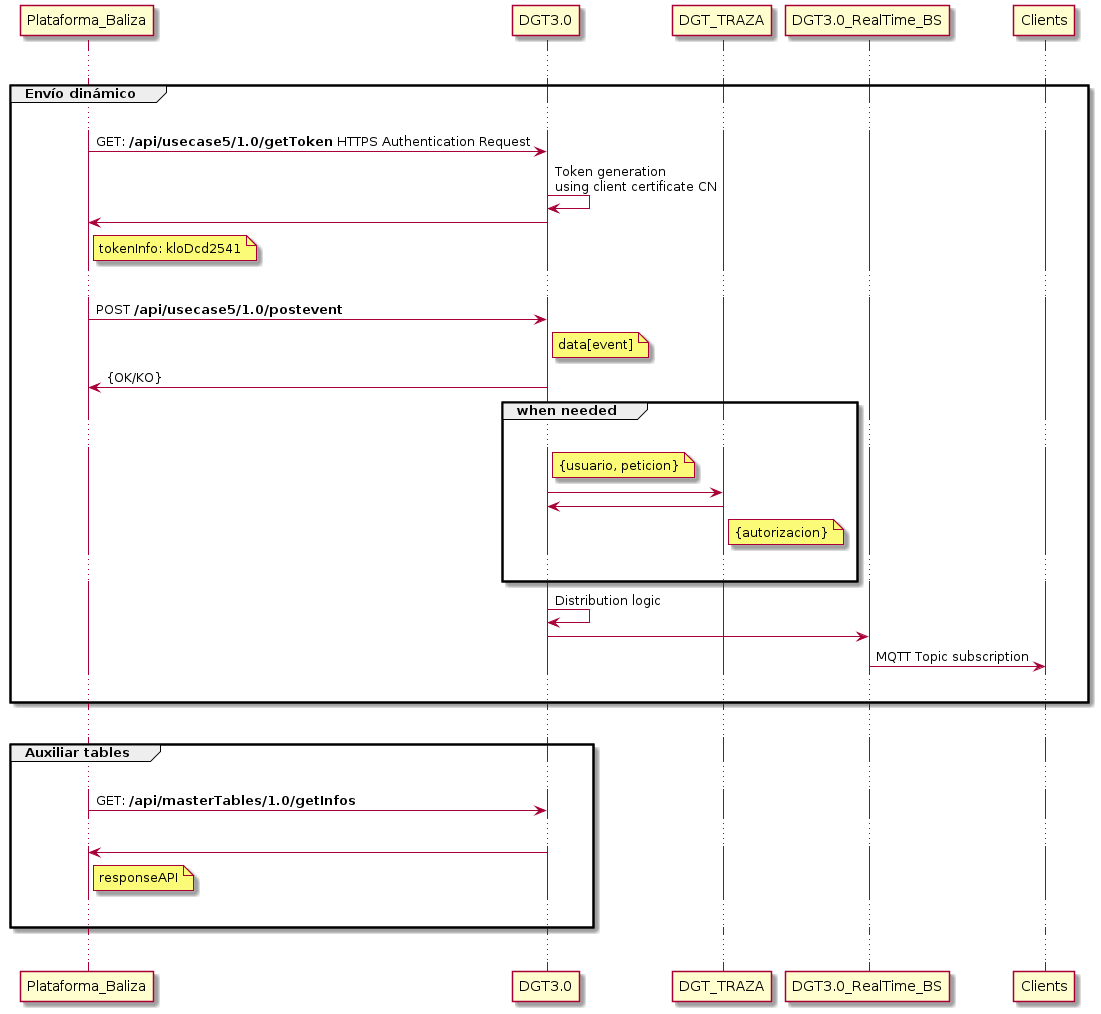 Plataforma_Baliza
DGT3.0
DGT_TRAZA
DGT3.0_RealTime_BS
Clients
Envío dinámico
GET: /api/usecase5/1.0/getToken HTTPS Authentication Request
Token generation
using client certificate CN
tokenInfo: kloDcd2541
POST /api/usecase5/1.0/postevent
data[event]
{OK/KO}
when needed
{usuario, peticion}
{autorizacion}
Distribution logic
MQTT Topic subscription
Auxiliar tables
GET: /api/masterTables/1.0/getInfos
responseAPI
Plataforma_Baliza
DGT3.0
DGT_TRAZA
DGT3.0_RealTime_BS
Clients